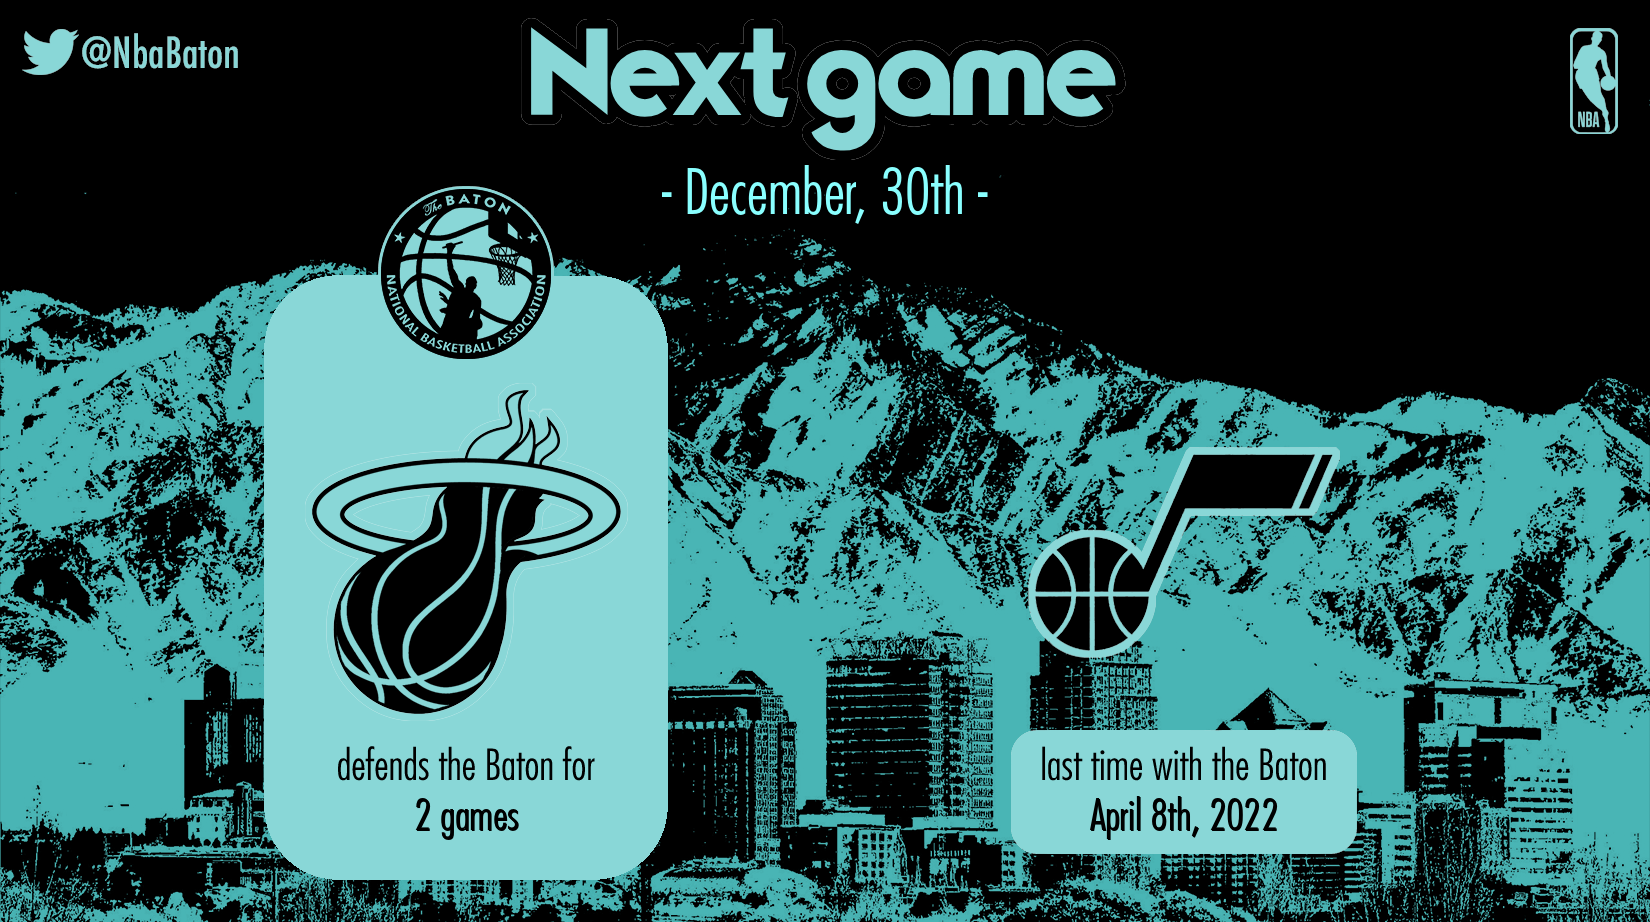 @NbaBaton
Next game
NBA
- December, 30th -
The BATON
NATIONAL BASKETBALL ASSOCIATION
defends the Baton for
2 games
last time with the Baton
April 8th, 2022